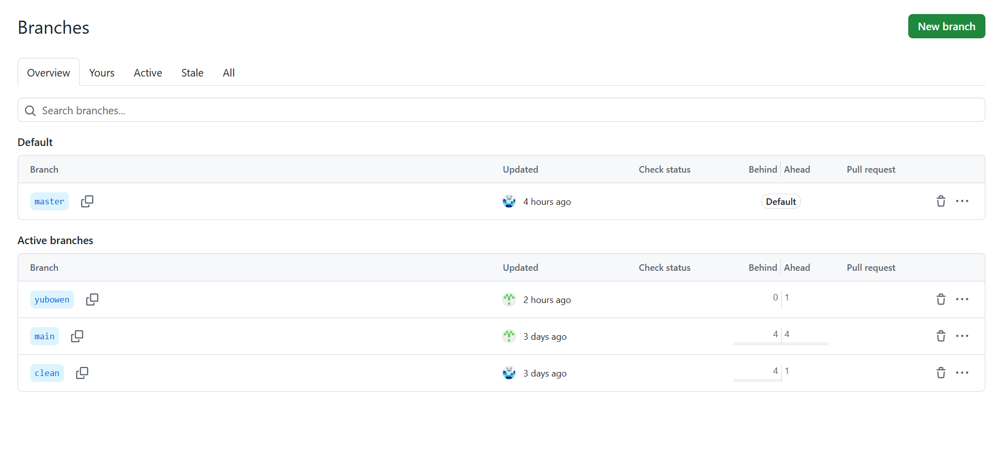 Branches
New branch
Overview Yours Active Stale All
Search branches...
Default
Branch Updated Check status Behind Ahead Pull request
master 4 hours ago Default
Active branches
Branch Updated Check status Behind Ahead Pull request
yubowen 2 hours ago 0 1
main 3 days ago 4 4
clean 3 days ago 4 1